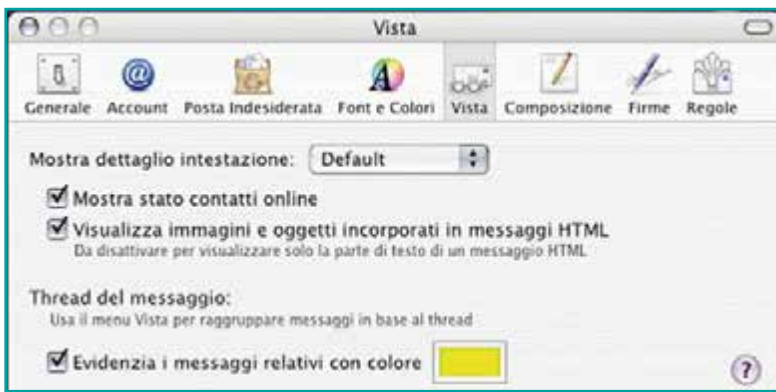 Vista
Generale Account Posta Indesiderata Font e Colori Vista Composizione Firme Regole
Mostra dettaglio intestazione: Default
Mostra stato contatti online
Visualizza immagini e oggetti incorporati in messaggi HTML
Da disattivare per visualizzare solo la parte di testo di un messaggio HTML
Thread del messaggio:
Usa il menu Vista per raggruppare messaggi in base al thread
Evidenzia i messaggi relativi con colore
?